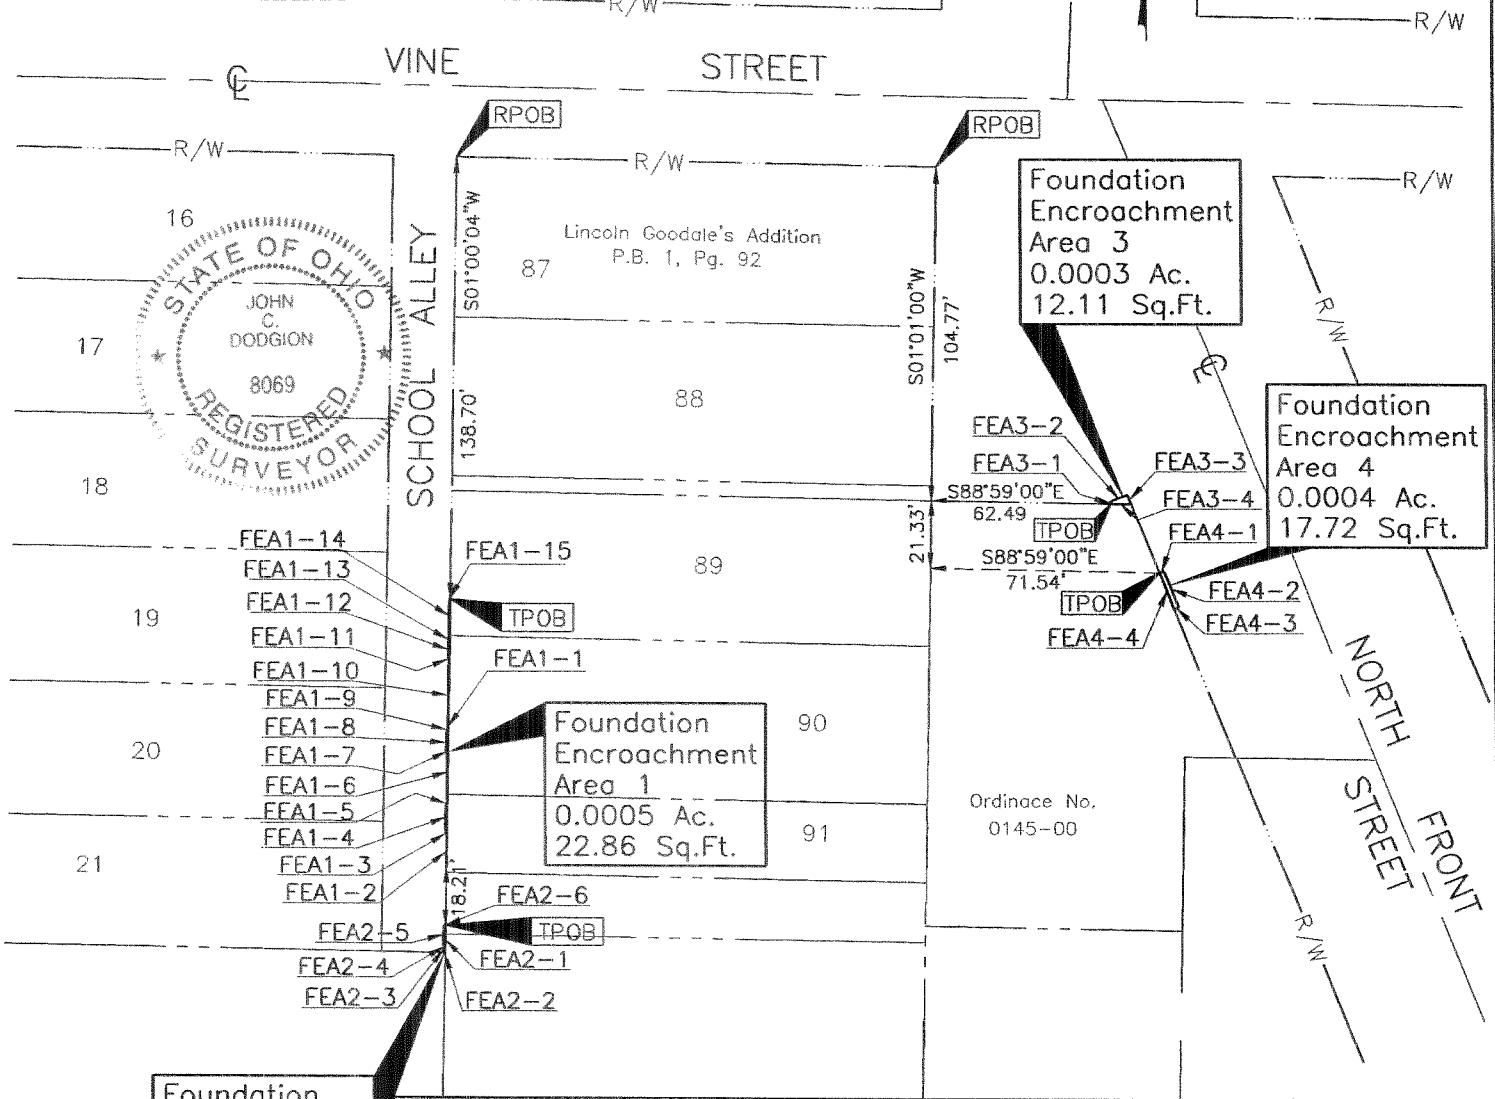 R/W
R/W
VINE STREET
CL
RPOB
RPOB
R/W
R/W
R/W
16
STATE OF OHIO
JOHN
C.
DODGION
8069
REGISTERED
SURVEYOR
17
18
19
20
21
SCHOOL ALLEY
S01°00'04"W
138.70'
87
Lincoln Goodale's Addition
P.B. 1, Pg. 92
88
89
90
91
S01°01'00"W
104.77'
21.33'
Foundation
Encroachment
Area 3
0.0003 Ac.
12.11 Sq.Ft.
R/W
CL
Foundation
Encroachment
Area 4
0.0004 Ac.
17.72 Sq.Ft.
FEA3-2
FEA3-1
FEA3-3
FEA3-4
S88°59'00"E
62.49
TPOB
FEA4-1
S88°59'00"E
71.54'
TPOB
FEA4-2
FEA4-3
FEA4-4
FEA1-14
FEA1-13
FEA1-12
FEA1-11
FEA1-10
FEA1-9
FEA1-8
FEA1-7
FEA1-6
FEA1-5
FEA1-4
FEA1-3
FEA1-2
FEA1-15
TPOB
FEA1-1
Foundation
Encroachment
Area 1
0.0005 Ac.
22.86 Sq.Ft.
18.21'
FEA2-6
TPOB
FEA2-5
FEA2-4
FEA2-3
FEA2-1
FEA2-2
Ordinace No.
0145-00
NORTH FRONT
STREET
R/W
R/W
Foundation